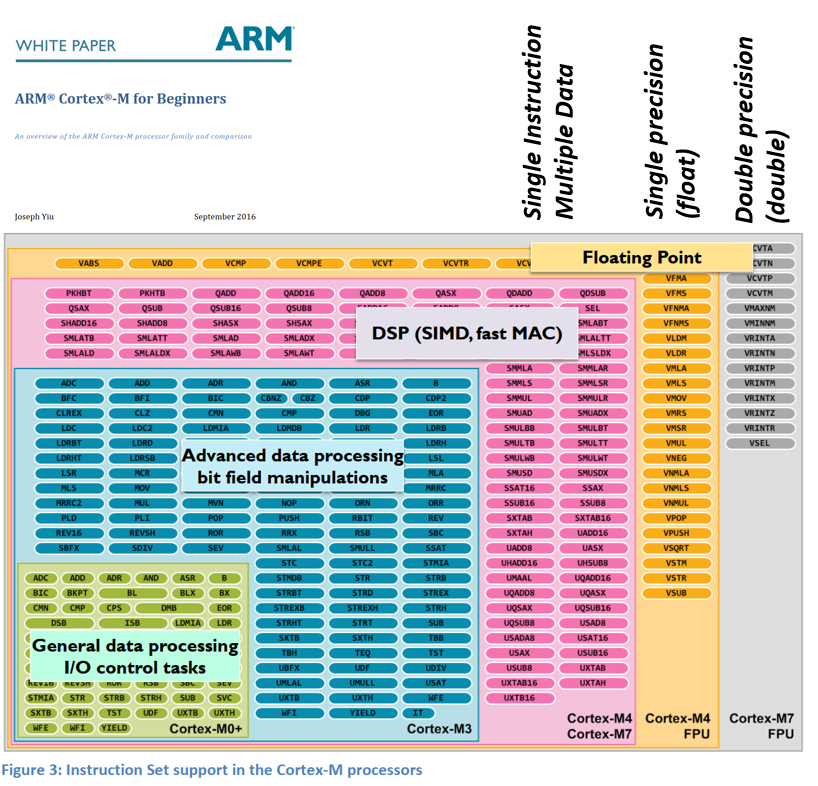 WHITE PAPER
ARM®
ARM® Cortex®-M for Beginners
An overview of the ARM Cortex-M processor family and comparison
Joseph Yiu September 2016
Single Instruction
Multiple Data
Single precision
(float)
Double precision
(double)
VABS VADD VCMP VCMPE VCVT VCVTR
Floating Point
PKHBT PKHTB QADD QADD16 QADD8 QASX QDADD QDSUB
QSAX QSUB QSUB16 QSUB8 SEL
SHADD16 SHADD8 SHASX SHSAX
SMLATB SMLATT SMLAD SMLADX
SMLALD SMLALDX SMLAWB SMLAWT
DSP (SIMD, fast MAC)
SMMLA SMMLAR
SMMLS SMMLSR
SMMUL SMMULR
SMUAD SMUADX
SMULBB SMULBT
SMULTB SMULTT
SMULWB SMULWT
SMUSD SMUSDX
SSAT16 SSAX
SSUB16 SSUB8
SXTAB SXTAB16
SXTAH UADD16
UADD8 UASX
UHADD16 UHSUB8
UMAAL UQADD16
UQADD8 UQASX
UQSAX UQSUB16
UQSUB8 USAD8
USADA8 USAT16
USAX USUB16
USUB8 UXTAB
UXTAB16 UXTAH
UXTB16
Cortex-M4
Cortex-M7
VFMA
VFMS
VFNMA
VFNMS
VLDM
VLDR
VMLA
VMLS
VMOV
VMRS
VMSR
VMUL
VNEG
VNMLA
VNMLS
VNMUL
VPOP
VPUSH
VSQRT
VSTM
VSTR
VSUB
Cortex-M4
FPU
VCVTP
VCVTM
VMAXNM
VMINNM
VRINTA
VRINTN
VRINTP
VRINTM
VRINTX
VRINTZ
VRINTR
VSEL
Cortex-M7
FPU
ADC ADD ADR AND ASR B
BFC BFI BIC CBNZ CBZ CDP CDP2
CLREX CLZ CMN CMP DBG EOR
LDC LDC2 LDMIA LDMDB LDR LDRB
LDRBT LDRD LDRH
LDRHT LDRSB LSL
LSR MCR MLA
MLS MOV MRRC
Advanced data processing
bit field manipulations
MRRC2 MUL MVN NOP ORN ORR
PLD PLI POP PUSH RBIT REV
REV16 REVSH ROR RRX RSB SBC
SBFX SDIV SEV SMLAL SMULL SSAT
STC STC2 STMIA
STMDB STR STRB
STRBT STRD STREX
STREXB STREXH STRH
STRHT STRT SUB
SXTB SXTH TBB
TBH TEQ TST
UBFX UDF UDIV
UMLAL UMULL USAT
UXTB UXTH WFE
WFI YIELD IT
Cortex-M3
ADC ADD ADR AND ASR B
BIC BKPT BL BLX BX
CMN CMP CPS DMB EOR
DSB ISB LDMIA LDR
General data processing
I/O control tasks
REV16 REVSH ROR RSB SBC SEV
STMIA STR STRB STRH SUB SVC
SXTB SXTH TST UDF UXTB UXTH
WFE WFI YIELD Cortex-M0+
Figure 3: Instruction Set support in the Cortex-M processors